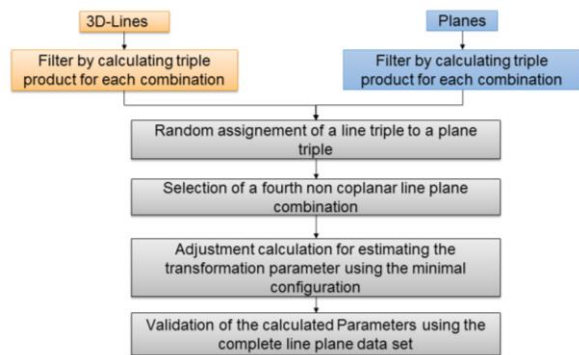 3D-Lines
Planes
Filter by calculating triple
product for each combination
Filter by calculating triple
product for each combination
Random assignement of a line triple to a plane
triple
Selection of a fourth non coplanar line plane
combination
Adjustment calculation for estimating the
transformation parameter using the minimal
configuration
Validation of the calculated Parameters using the
complete line plane data set